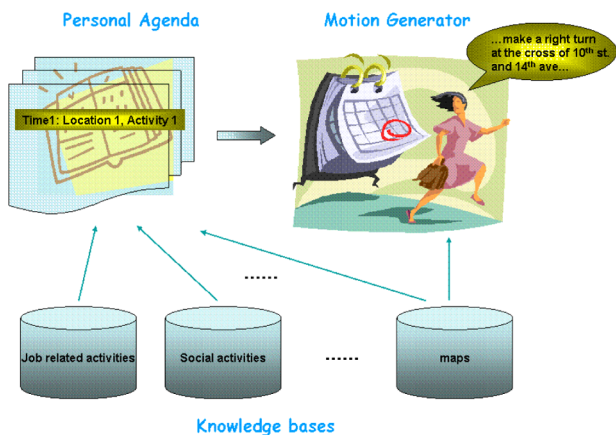 Personal Agenda
Motion Generator
...make a right turn
at the cross of 10th st.
and 14th ave...
Time1: Location 1, Activity 1
......
Job related activities
Social activities
......
maps
Knowledge bases